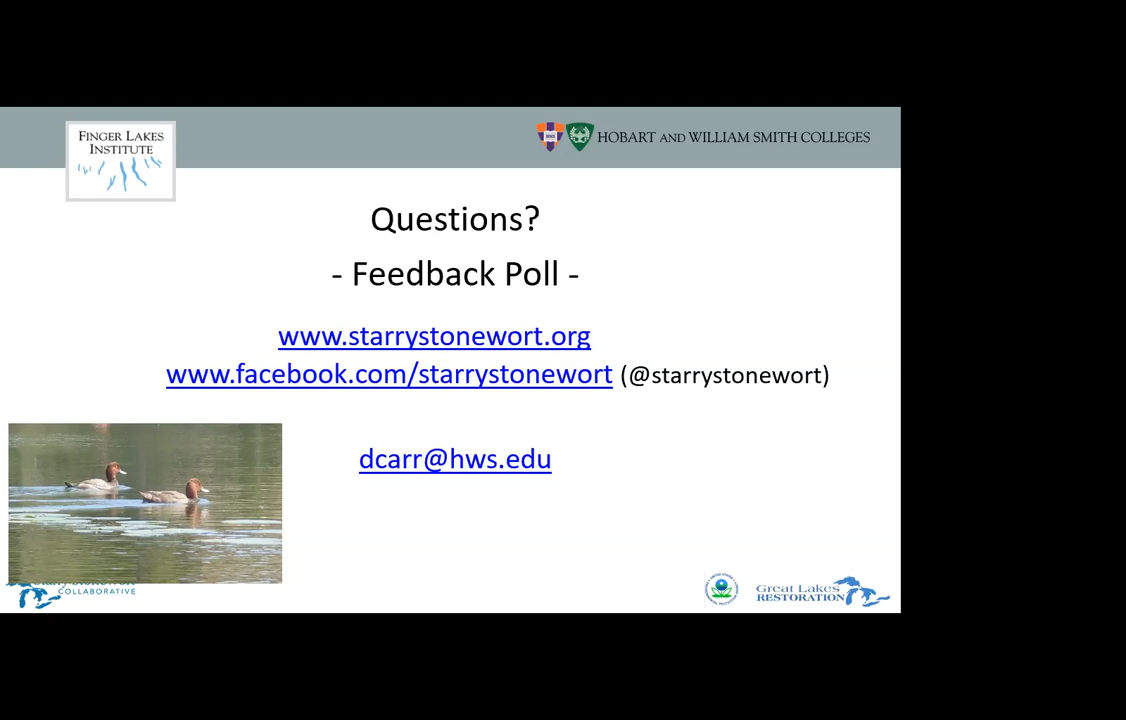 FINGER LAKES
INSTITUTE
HOBART AND WILLIAM SMITH COLLEGES
Questions?
- Feedback Poll -
www.starrystonewort.org
www.facebook.com/starrystonewort (@starrystonewort)
dcarr@hws.edu
COLLABORATIVE
Great Lakes
RESTORATION